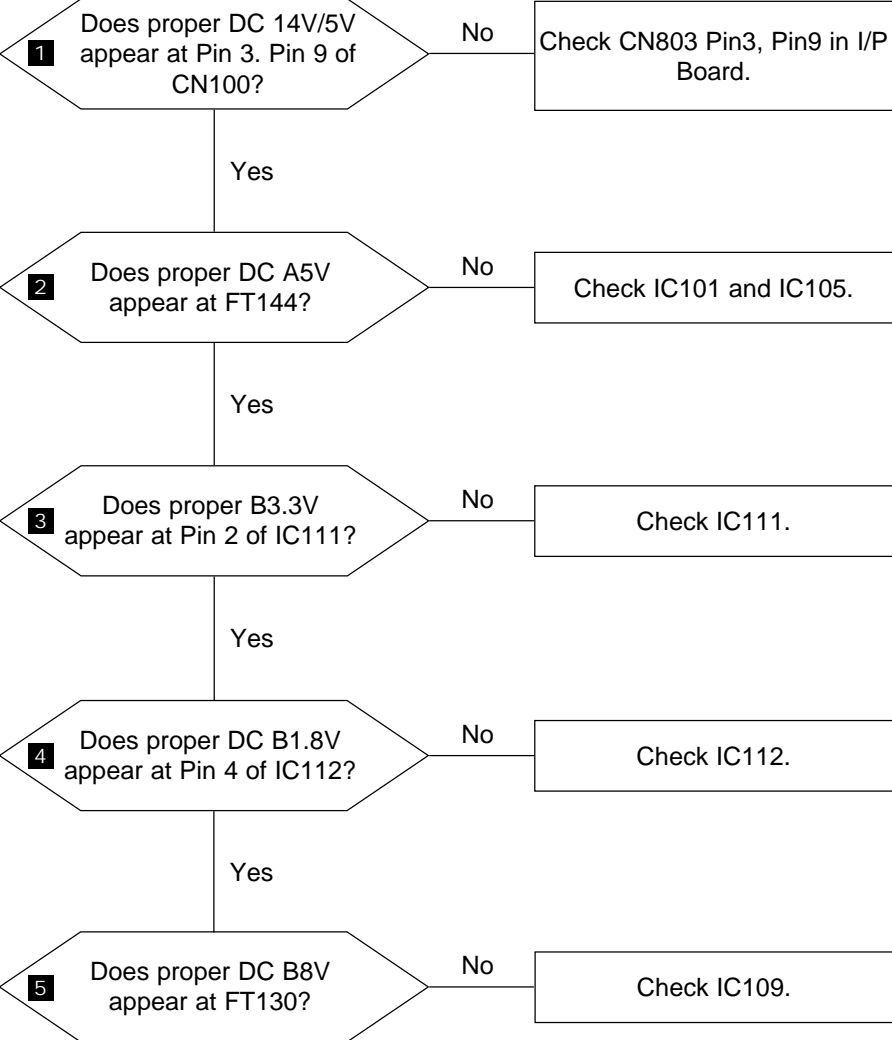 Does proper DC 14V/5V
1 appear at Pin 3. Pin 9 of
CN100?
No
Check CN803 Pin3, Pin9 in I/P
Board.
Yes
Does proper DC A5V
2
appear at FT144?
No
Check IC101 and IC105.
Yes
Does proper B3.3V
3
appear at Pin 2 of IC111?
No
Check IC111.
Yes
Does proper DC B1.8V
4
appear at Pin 4 of IC112?
No
Check IC112.
Yes
Does proper DC B8V
5
appear at FT130?
No
Check IC109.